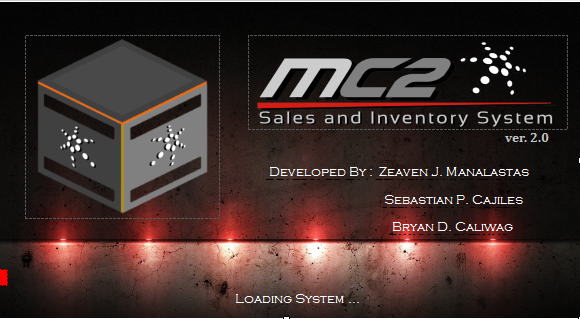 MC2
Sales and Inventory System
ver. 2.0
Developed By : Zeaven J. Manalastas
Sebastian P. Cajiles
Bryan D. Caliwag
Loading System ...